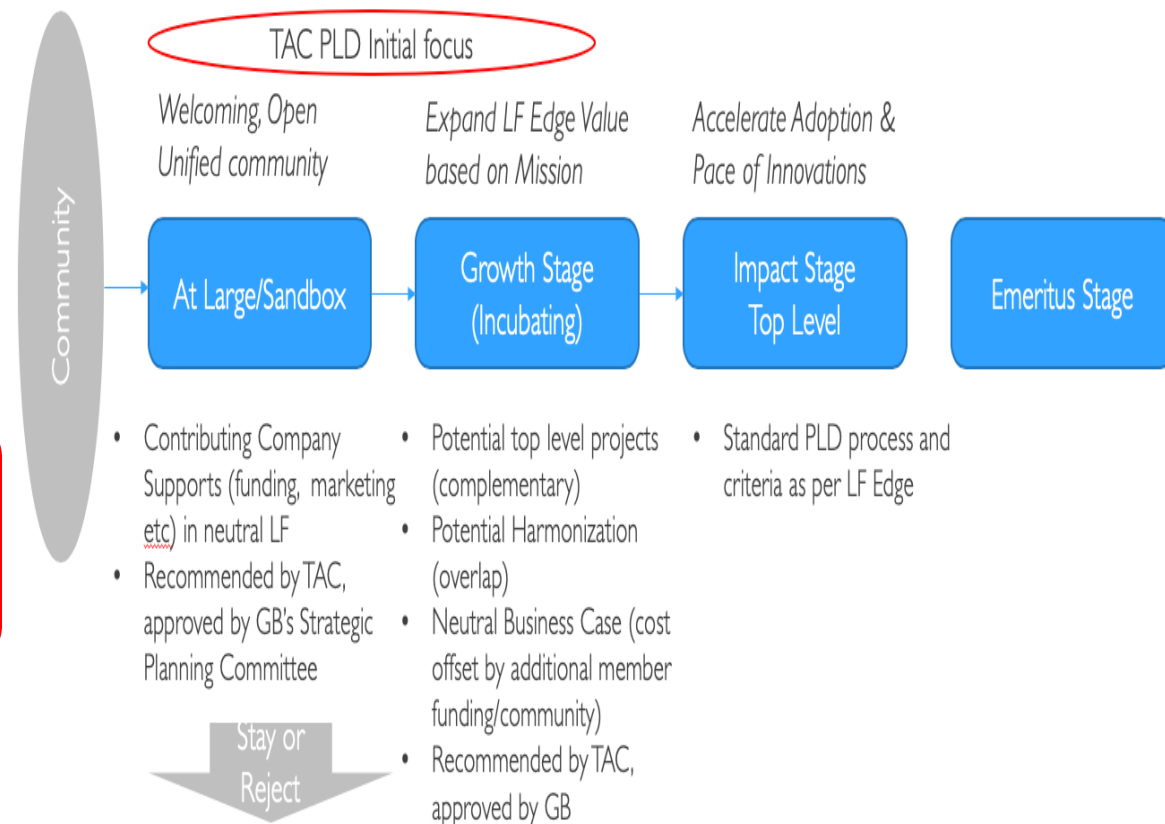 TAC PLD Initial focus
Welcoming, Open
Unified community
Expand LF Edge Value
based on Mission
Accelerate Adoption &
Pace of Innovations
Community
At Large/Sandbox
Growth Stage
(Incubating)
Impact Stage
Top Level
Emeritus Stage
• Contributing Company
Supports (funding, marketing
etc) in neutral LF
• Recommended by TAC,
approved by GB's Strategic
Planning Committee
Stay or
Reject
• Potential top level projects
(complementary)
• Potential Harmonization
(overlap)
• Neutral Business Case (cost
offset by additional member
funding/community)
• Recommended by TAC,
approved by GB
• Standard PLD process and
criteria as per LF Edge